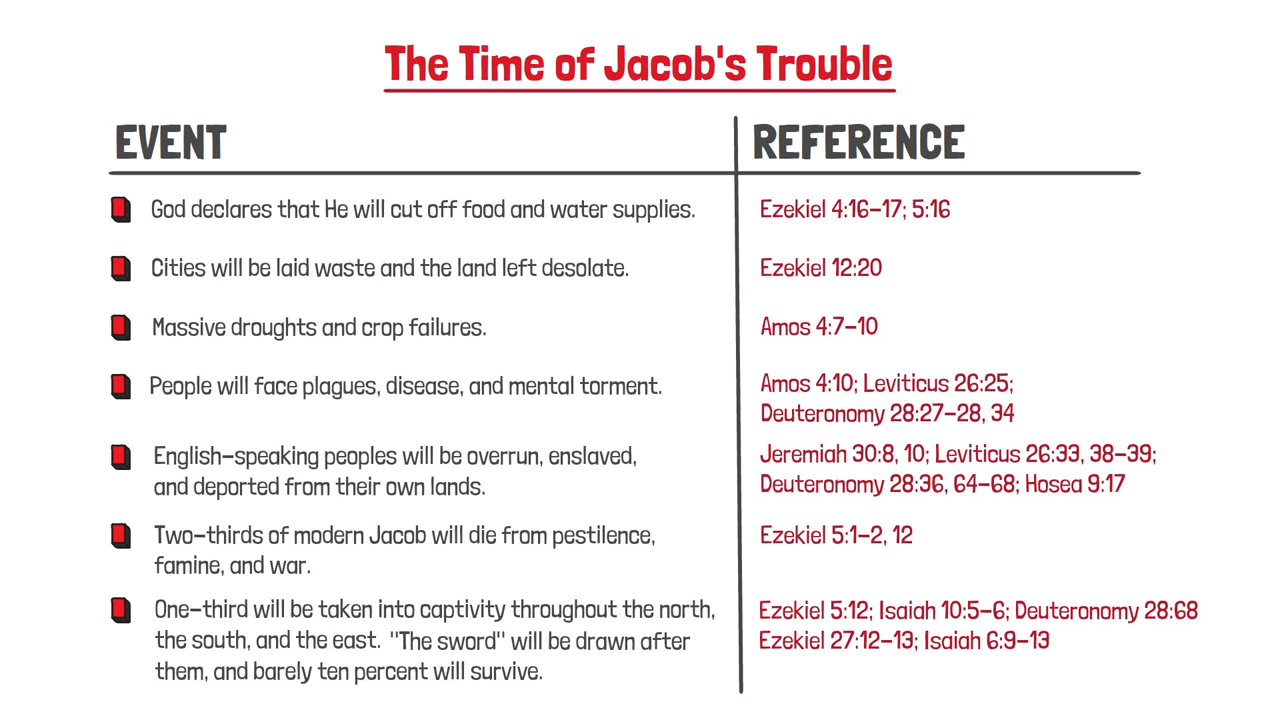 The Time of Jacob's Trouble
EVENT
REFERENCE
God declares that He will cut off food and water supplies.
Ezekiel 4:16–17; 5:16
Cities will be laid waste and the land left desolate.
Ezekiel 12:20
Massive droughts and crop failures.
Amos 4:7–10
People will face plagues, disease, and mental torment.
Amos 4:10; Leviticus 26:25;
Deuteronomy 28:27–28, 34
English–speaking peoples will be overrun, enslaved,
and deported from their own lands.
Jeremiah 30:8, 10; Leviticus 26:33, 38–39;
Deuteronomy 28:36, 64–68; Hosea 9:17
Two–thirds of modern Jacob will die from pestilence,
famine, and war.
Ezekiel 5:1–2, 12
One–third will be taken into captivity throughout the north,
the south, and the east. "The sword" will be drawn after
them, and barely ten percent will survive.
Ezekiel 5:12; Isaiah 10:5–6; Deuteronomy 28:68
Ezekiel 27:12–13; Isaiah 6:9–13